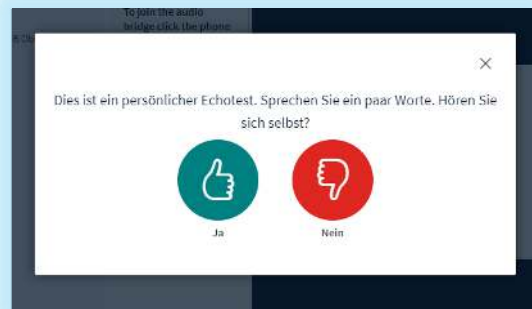 To join the audio
bridge click the phone
Dies ist ein persönlicher Echotest. Sprechen Sie ein paar Worte. Hören Sie
sich selbst?
Ja
Nein